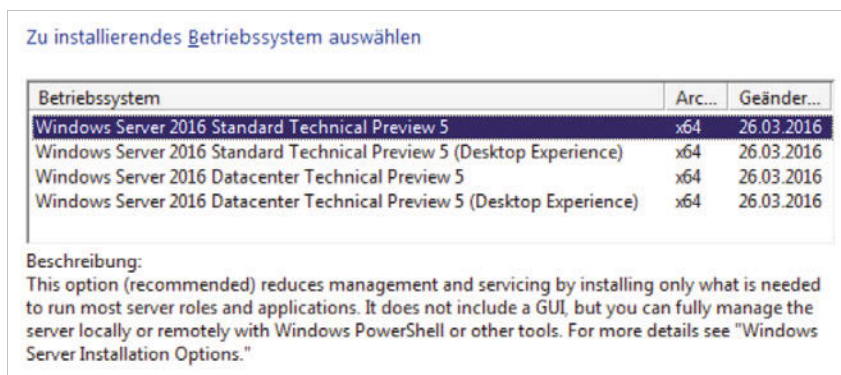 Zu installierendes Betriebssystem auswählen
Betriebssystem Arc... Geänder...
Windows Server 2016 Standard Technical Preview 5 x64 26.03.2016
Windows Server 2016 Standard Technical Preview 5 (Desktop Experience) x64 26.03.2016
Windows Server 2016 Datacenter Technical Preview 5 x64 26.03.2016
Windows Server 2016 Datacenter Technical Preview 5 (Desktop Experience) x64 26.03.2016
Beschreibung:
This option (recommended) reduces management and servicing by installing only what is needed
to run most server roles and applications. It does not include a GUI, but you can fully manage the
server locally or remotely with Windows PowerShell or other tools. For more details see "Windows
Server Installation Options."